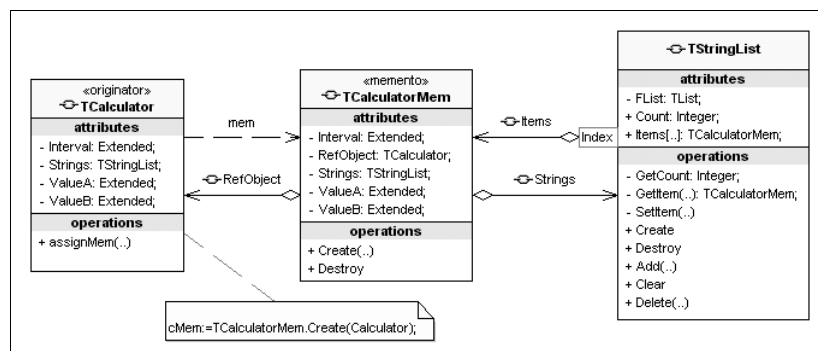 «originator»
TCalculator
attributes
- Interval: Extended;
- Strings: TStringList;
- ValueA: Extended;
- ValueB: Extended;
operations
+ assignMem(..)
mem
RefObject
«memento»
TCalculatorMem
attributes
- Interval: Extended;
- RefObject: TCalculator;
- Strings: TStringList;
- ValueA: Extended;
- ValueB: Extended;
operations
+ Create(..)
+ Destroy
Items
Index
Strings
TStringList
attributes
- FList: TList;
+ Count: Integer;
+ Items[..]: TCalculatorMem;
operations
- GetCount: Integer;
- GetItem(..): TCalculatorMem;
- SetItem(..)
+ Create
+ Destroy
+ Add(..)
+ Clear
+ Delete(..)
cMem:=TCalculatorMem.Create(Calculator);